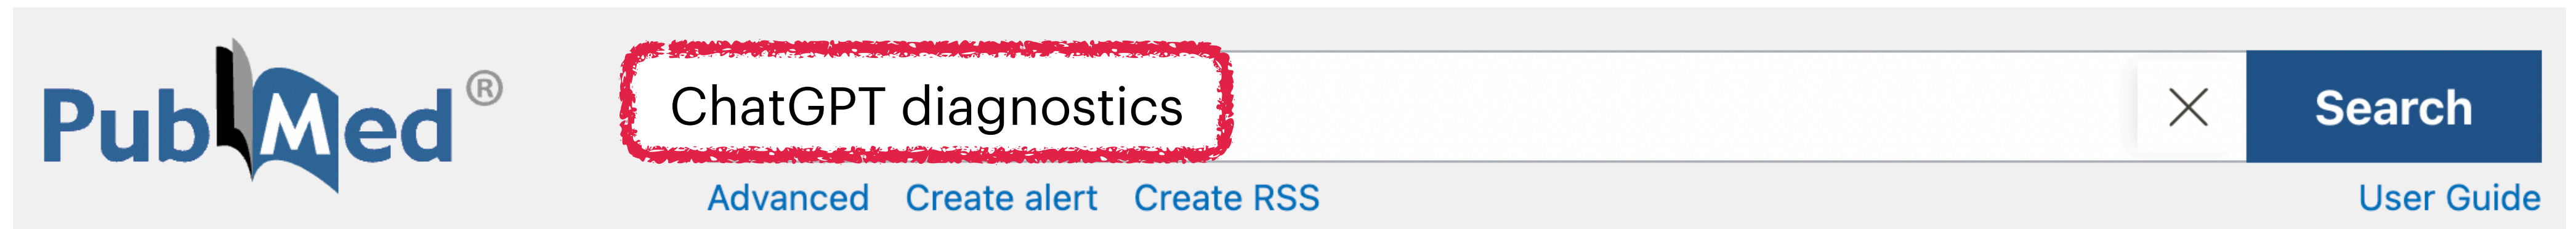 PubMed®
ChatGPT diagnostics
Search
Advanced Create alert Create RSS
User Guide